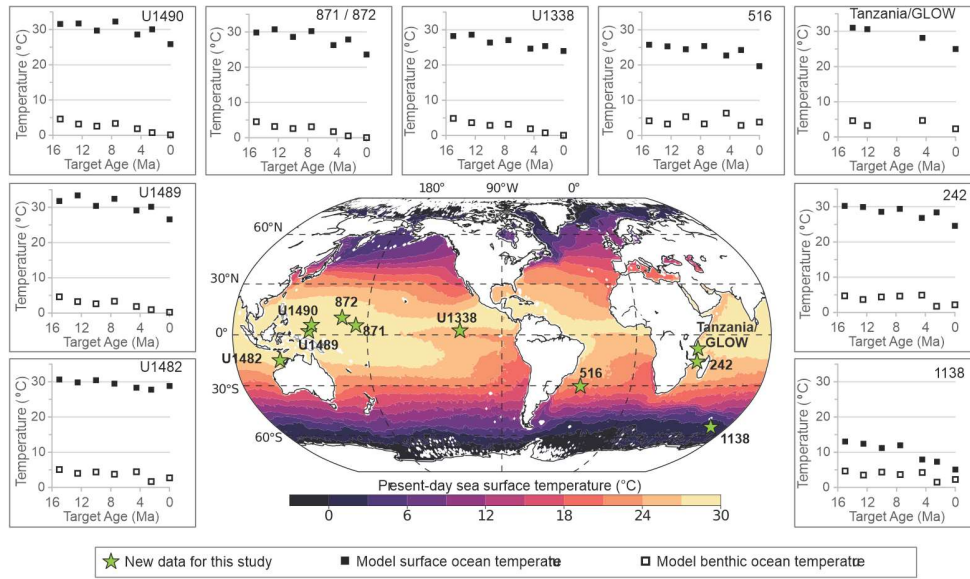 U1490
Temperature (°C)
30
20
10
0
16 12 8 4 0
Target Age (Ma)
871 / 872
Temperature (°C)
30
20
10
0
16 12 8 4 0
Target Age (Ma)
U1338
Temperature (°C)
30
20
10
0
16 12 8 4 0
Target Age (Ma)
516
Temperature (°C)
30
20
10
0
16 12 8 4 0
Target Age (Ma)
Tanzania/GLOW
Temperature (°C)
30
20
10
0
16 12 8 4 0
Target Age (Ma)
U1489
Temperature (°C)
30
20
10
0
16 12 8 4 0
Target Age (Ma)
180° 90°W 0°
60°N
30°N
0°
30°S
60°S
872
U1490
871
U1338
U1489
U1482
Tanzania/
GLOW
242
516
1138
242
Temperature (°C)
30
20
10
0
16 12 8 4 0
Target Age (Ma)
U1482
Temperature (°C)
30
20
10
0
16 12 8 4 0
Target Age (Ma)
1138
Temperature (°C)
30
20
10
0
16 12 8 4 0
Target Age (Ma)
Present-day sea surface temperature (°C)
0 6 12 18 24 30
New data for this study
Model surface ocean temperature
Model benthic ocean temperature